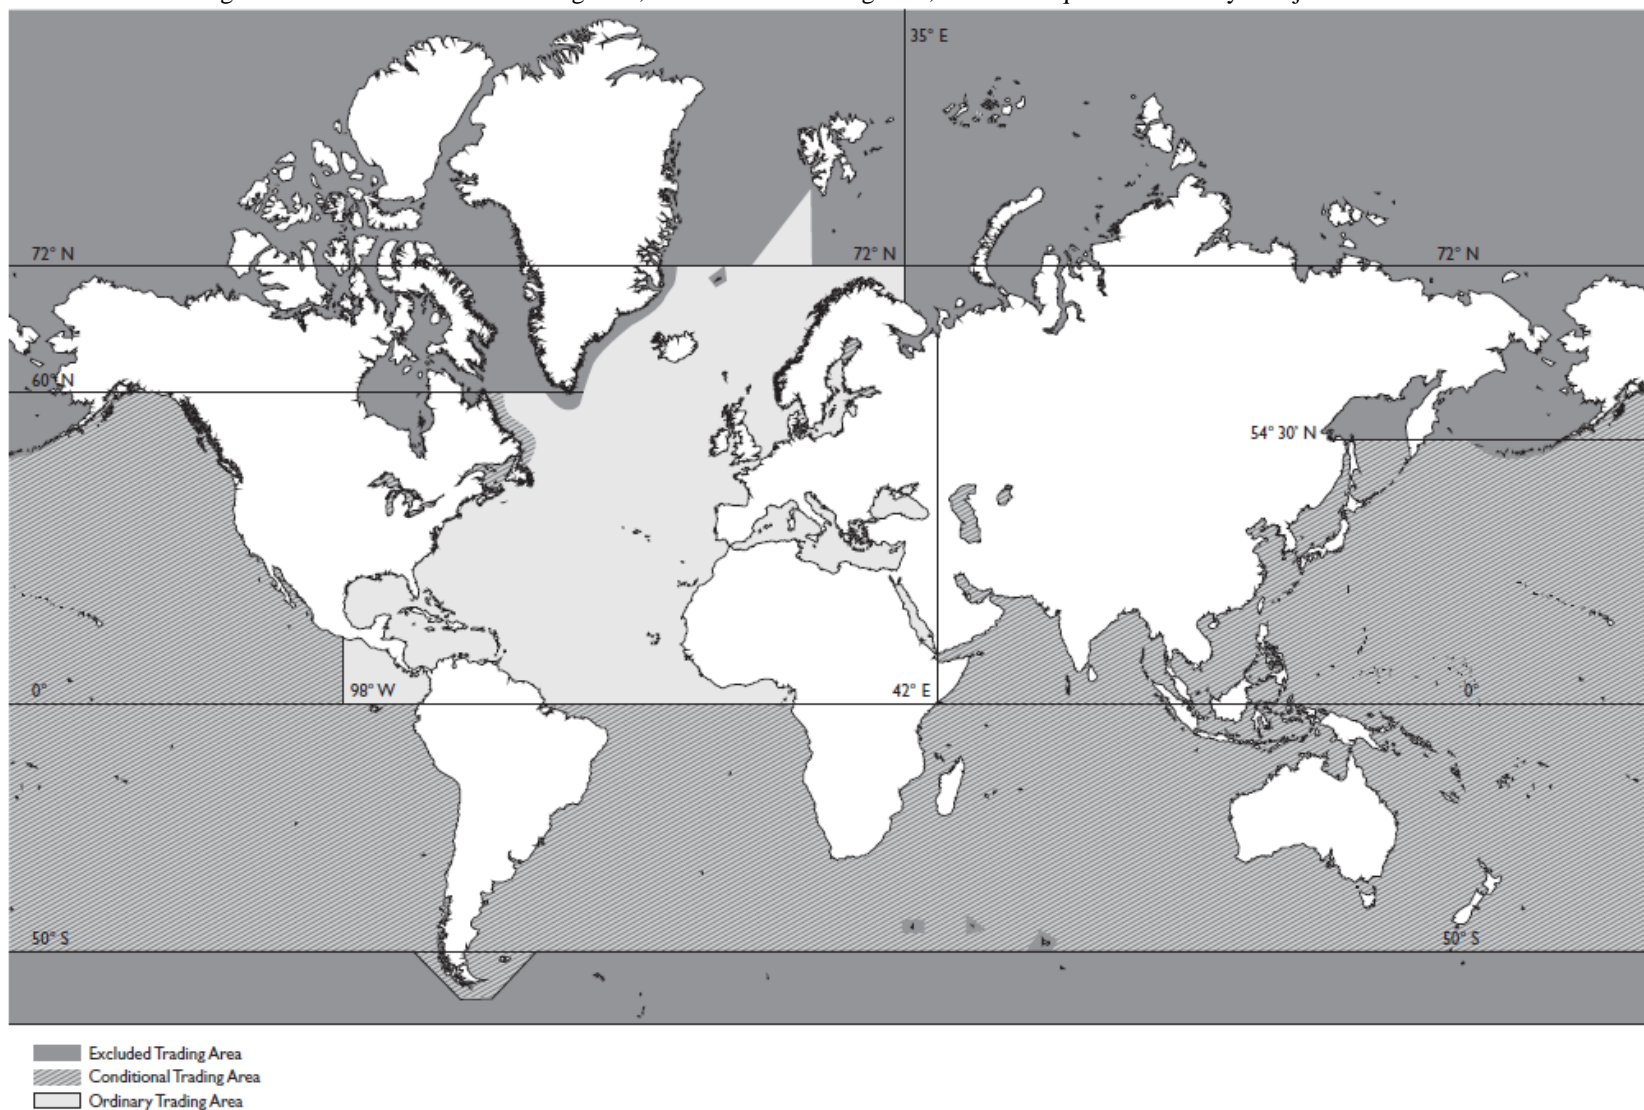 35° E
72° N
72° N
72° N
60° N
54° 30' N
0°
98° W
42° E
0°
50° S
50° S
Excluded Trading Area
Conditional Trading Area
Ordinary Trading Area